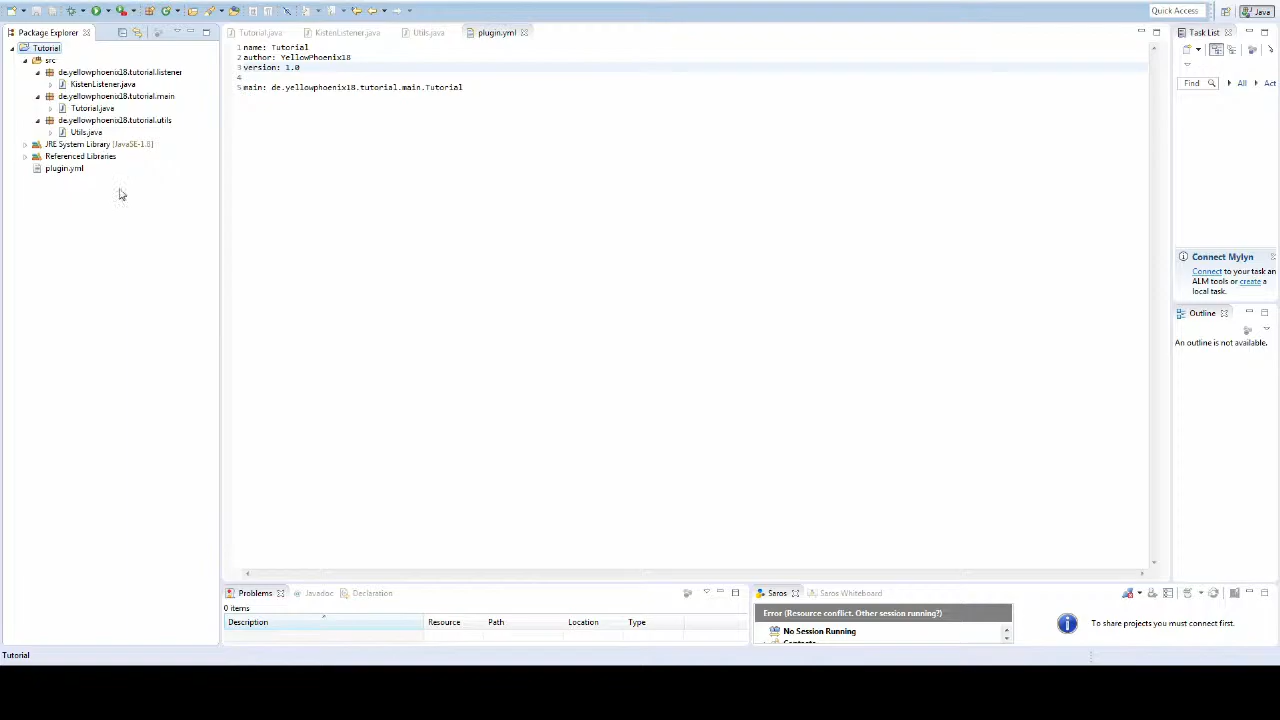 Quick Access
Java
Package Explorer
Tutorial.java
KistenListener.java
Utils.java
plugin.yml
Task List
Tutorial
src
de.yellowphoenix18.tutorial.listener
KistenListener.java
de.yellowphoenix18.tutorial.main
Tutorial.java
de.yellowphoenix18.tutorial.utils
Utils.java
JRE System Library [JavaSE-1.8]
Referenced Libraries
plugin.yml
1 name: Tutorial
2 author: YellowPhoenix18
3 version: 1.0
4
5 main: de.yellowphoenix18.tutorial.main.Tutorial
Find
All
Act
Connect Mylyn
Connect to your task an
ALM tools or create a
local task.
Outline
An outline is not available.
Problems
Javadoc
Declaration
0 items
Description
Resource
Path
Location
Type
Saros
Saros Whiteboard
Error (Resource conflict. Other session running?)
No Session Running
To share projects you must connect first.
Tutorial